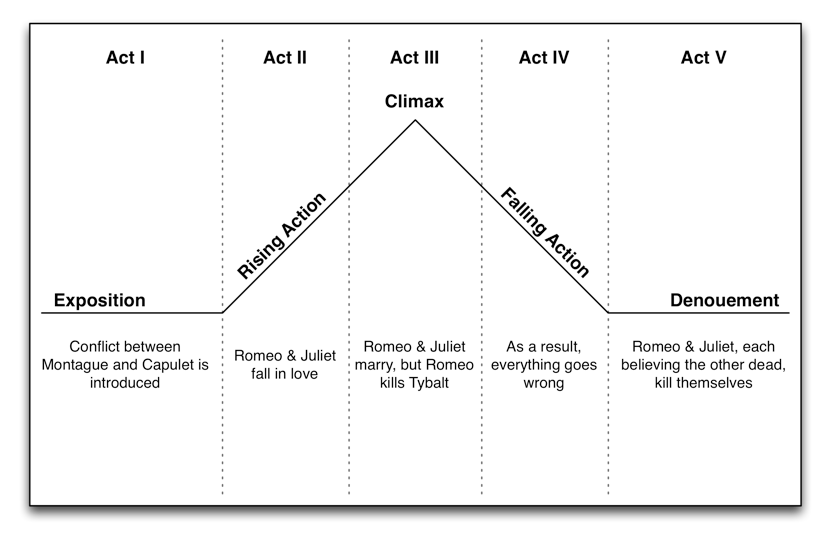 Act I
Act II
Act III
Act IV
Act V
Climax
Rising Action
Falling Action
Exposition
Denouement
Conflict between
Montague and Capulet is
introduced
Romeo & Juliet
fall in love
Romeo & Juliet
marry, but Romeo
kills Tybalt
As a result,
everything goes
wrong
Romeo & Juliet, each
believing the other dead,
kill themselves